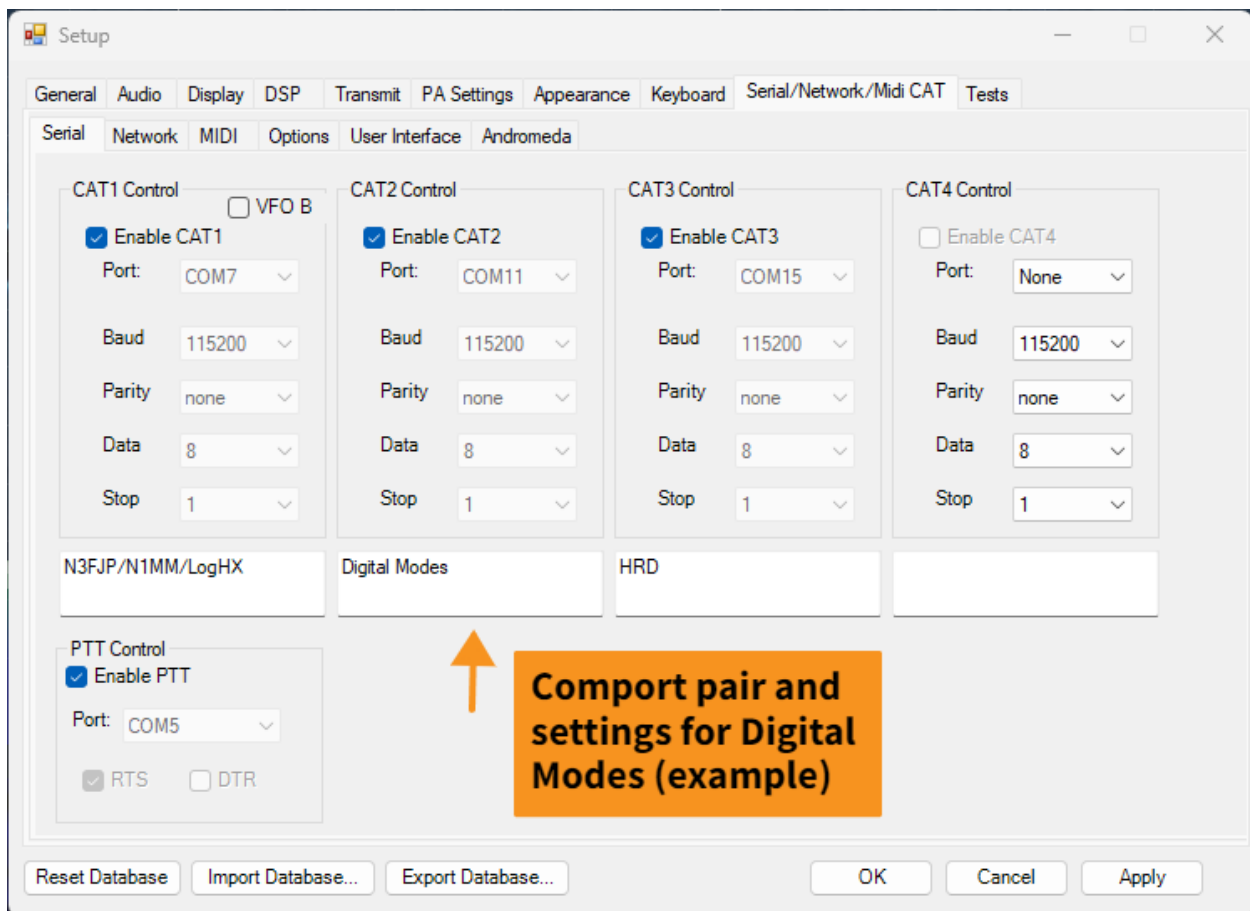 Setup
General Audio Display DSP Transmit PA Settings Appearance Keyboard Serial/Network/Midi CAT Tests
Serial Network MIDI Options User Interface Andromeda
CAT1 Control
VFO B
Enable CAT1
Port: COM7
Baud 115200
Parity none
Data 8
Stop 1
N3FJP/N1MM/LogHX
CAT2 Control
Enable CAT2
Port: COM11
Baud 115200
Parity none
Data 8
Stop 1
Digital Modes
CAT3 Control
Enable CAT3
Port: COM15
Baud 115200
Parity none
Data 8
Stop 1
HRD
CAT4 Control
Enable CAT4
Port: None
Baud 115200
Parity none
Data 8
Stop 1
PTT Control
Enable PTT
Port: COM5
RTS DTR
Comport pair and
settings for Digital
Modes (example)
Reset Database Import Database... Export Database... OK Cancel Apply